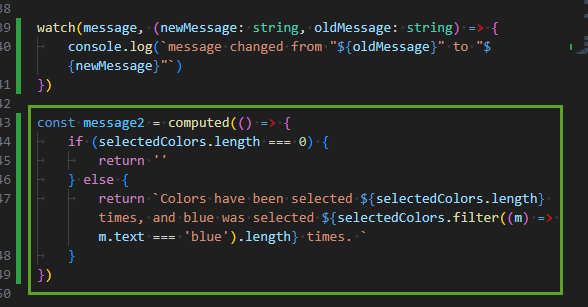 38
39 watch(message, (newMessage: string, oldMessage: string) => {
40 console.log(`message changed from "${oldMessage}" to "$
{newMessage}"`)
41 })
42
43 const message2 = computed(() => {
44 if (selectedColors.length === 0) {
45 return ''
46 } else {
47 return `Colors have been selected ${selectedColors.length}
times, and blue was selected ${selectedColors.filter((m) =>
m.text === 'blue').length} times. `
48 }
49 })
50